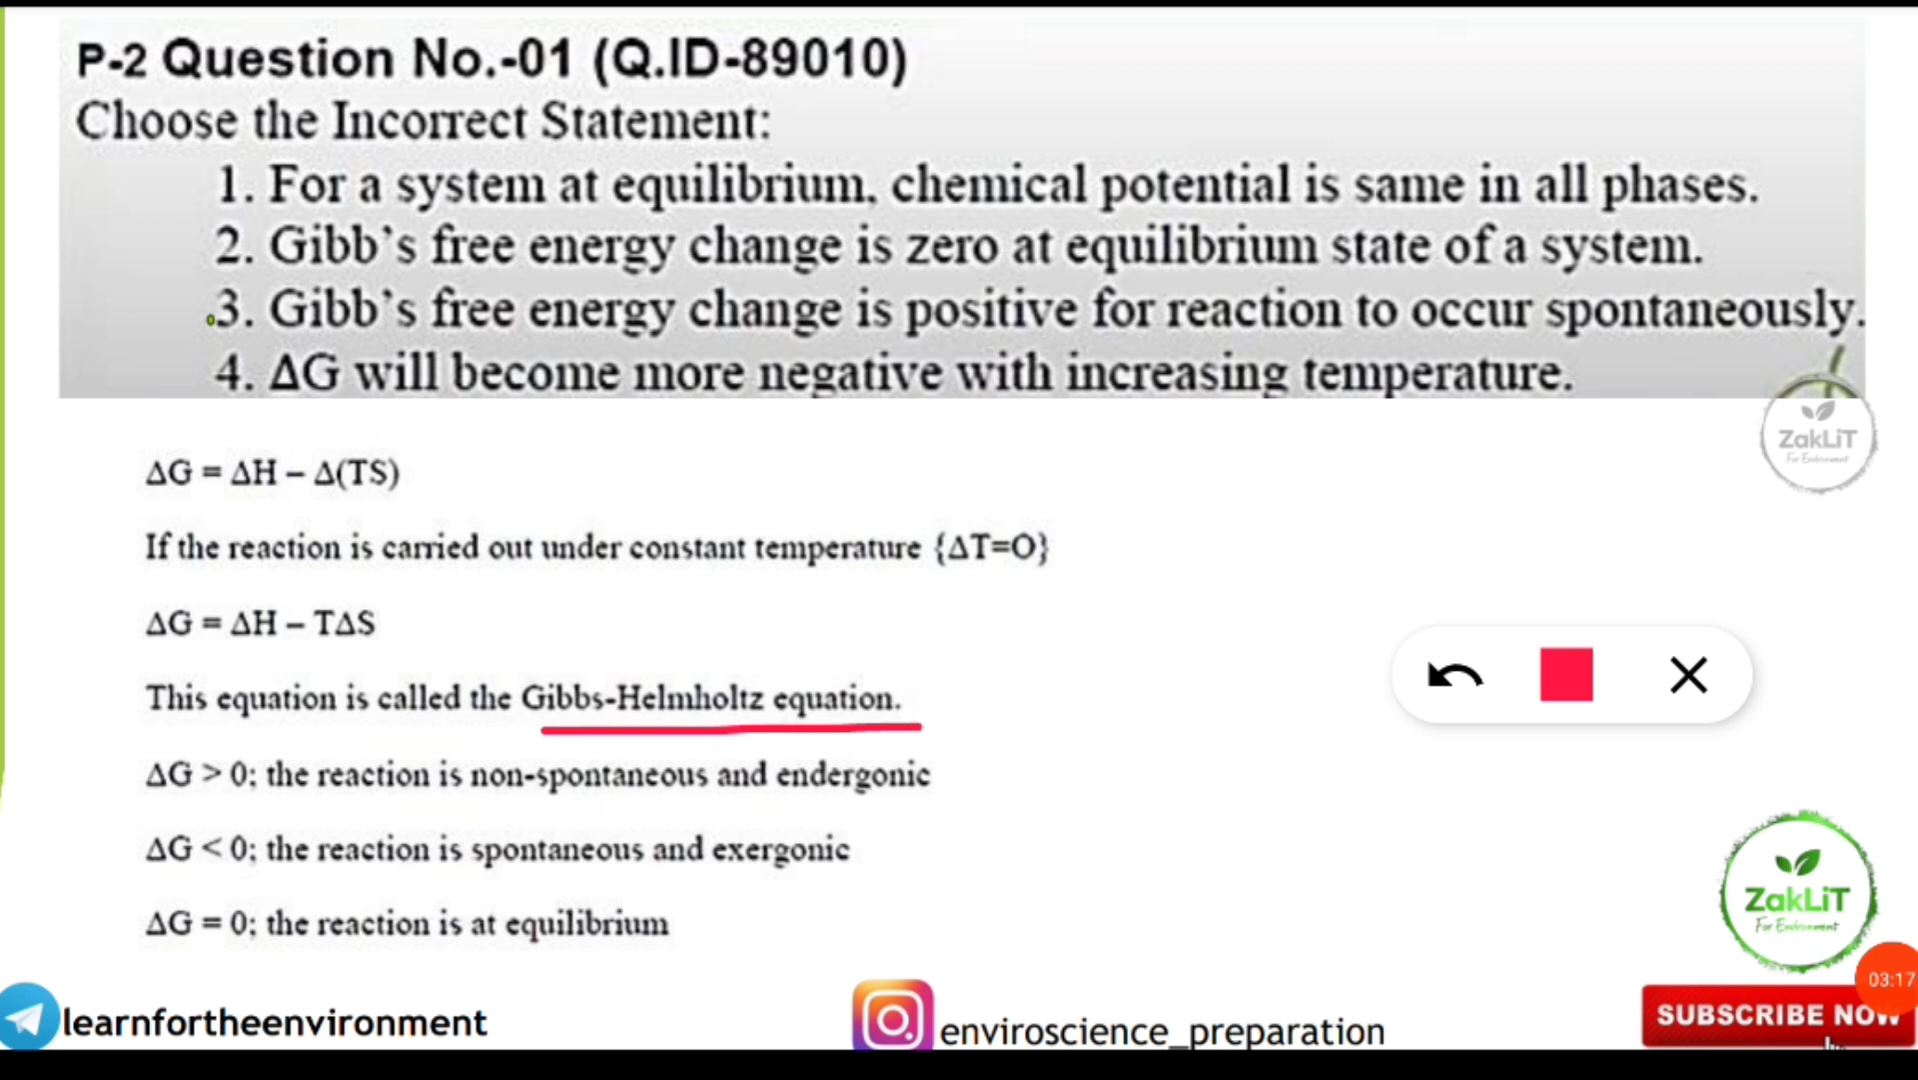 P-2 Question No.-01 (Q.ID-89010)
Choose the Incorrect Statement:
1. For a system at equilibrium, chemical potential is same in all phases.
2. Gibb's free energy change is zero at equilibrium state of a system.
3. Gibb's free energy change is positive for reaction to occur spontaneously.
4. ΔG will become more negative with increasing temperature.
ZakLiT
For Environment
ΔG = ΔH – Δ(TS)
If the reaction is carried out under constant temperature {ΔT=O}
ΔG = ΔH – TΔS
This equation is called the Gibbs-Helmholtz equation.
ΔG > 0; the reaction is non-spontaneous and endergonic
ΔG < 0; the reaction is spontaneous and exergonic
ΔG = 0; the reaction is at equilibrium
ZakLiT
For Environment
03:17
learnfortheenvironment
enviroscience_preparation
SUBSCRIBE NOW